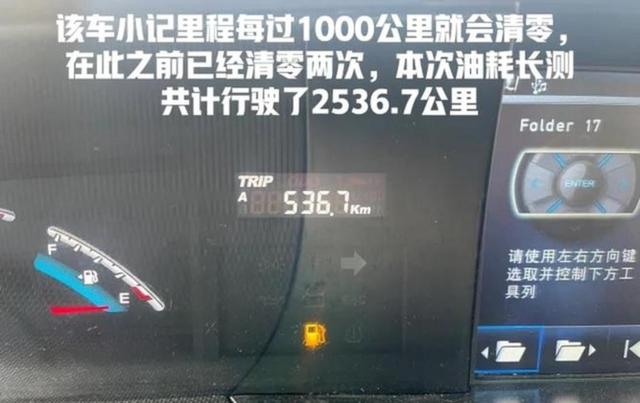 该车小记里程每过1000公里就会清零，
在此之前已经清零两次，本次油耗长测
共计行驶了2536.7公里
Folder 17
TRIP
A 536.7 Km
ENTER
F
E
请使用左右方向键
选取并控制下方工
具列